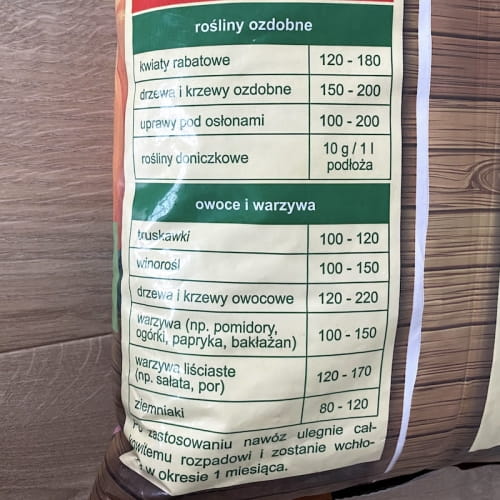 rośliny ozdobne
kwiaty rabatowe 120 - 180
drzewa i krzewy ozdobne 150 - 200
uprawy pod osłonami 100 - 200
rośliny doniczkowe 10 g / 1 l
podłoża
owoce i warzywa
truskawki 100 - 120
winorośl 100 - 150
drzewa i krzewy owocowe 120 - 220
warzywa (np. pomidory,
ogórki, papryka, bakłażan) 100 - 150
warzywa liściaste
(np. sałata, por) 120 - 170
ziemniaki 80 - 120
Po zastosowaniu nawóz ulegnie cał-
kowitemu rozpadowi i zostanie wchło-
w okresie 1 miesiąca.